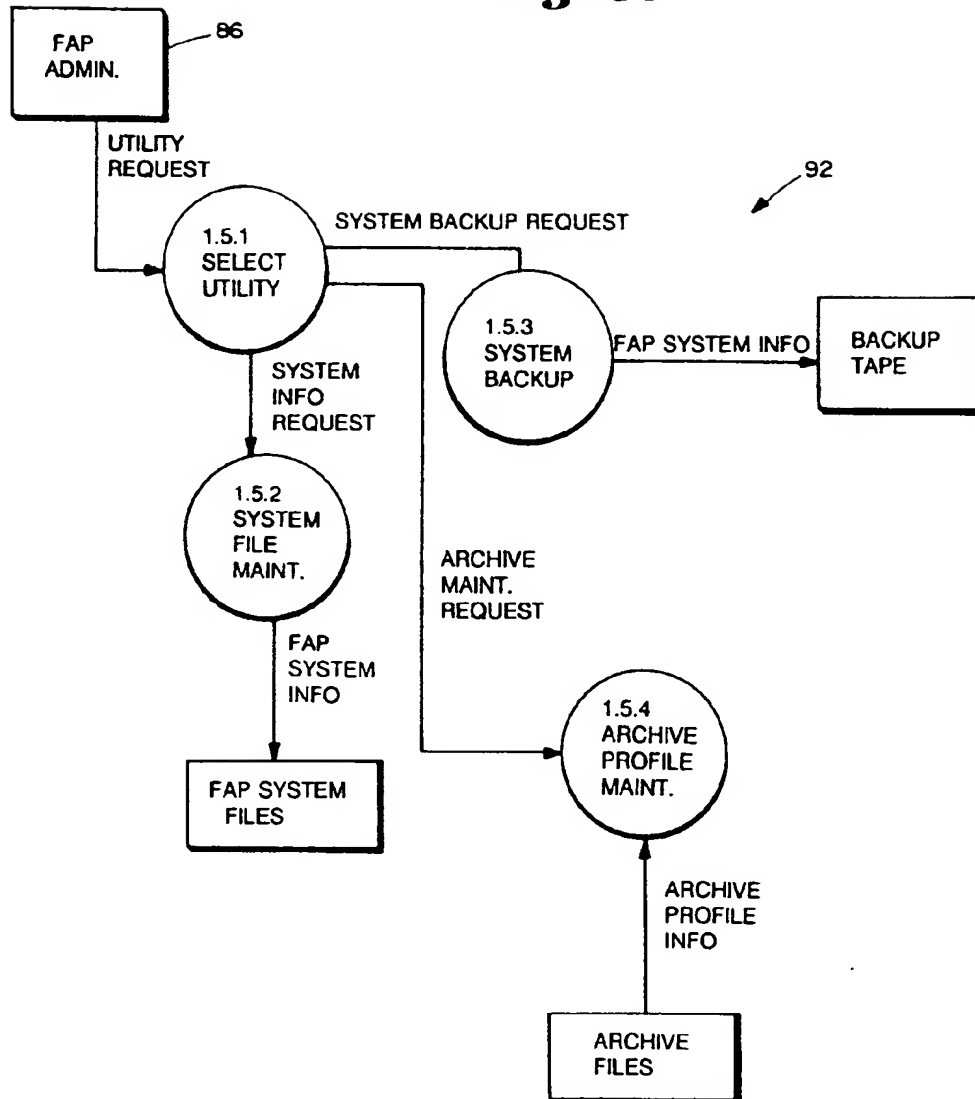 FAP
ADMIN.
86
UTILITY
REQUEST
92
1.5.1
SELECT
UTILITY
SYSTEM BACKUP REQUEST
1.5.3
SYSTEM
BACKUP
FAP SYSTEM INFO
BACKUP
TAPE
SYSTEM
INFO
REQUEST
1.5.2
SYSTEM
FILE
MAINT.
ARCHIVE
MAINT.
REQUEST
FAP
SYSTEM
INFO
FAP SYSTEM
FILES
1.5.4
ARCHIVE
PROFILE
MAINT.
ARCHIVE
PROFILE
INFO
ARCHIVE
FILES